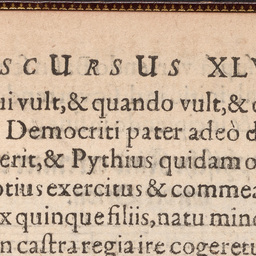 SCURSUS XLV
ui vult,& quando vult,&
Democriti pater adeò
erit,& Pythius quidam
otius exercitus & commea
x quinque filiis, natu mino
n castra regia ire cogeretu